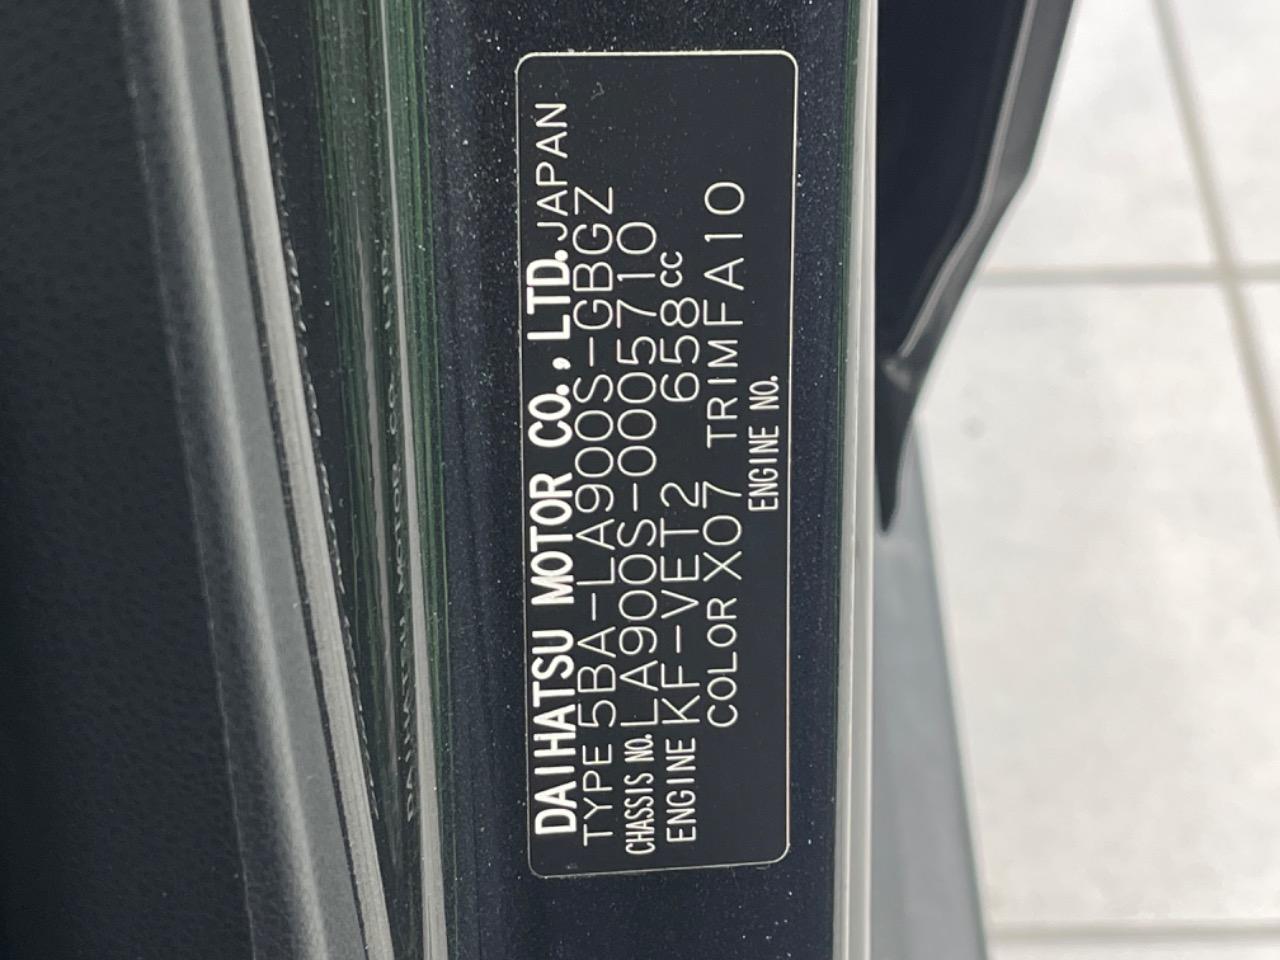 DAIHATSU MOTOR CO., LTD. JAPAN
TYPE 5BA-LA900S-GBGZ
CHASSIS NO. LA900S-0005710
ENGINE KF-VET2 658cc
COLOR X07 TRIM FA10
ENGINE NO.